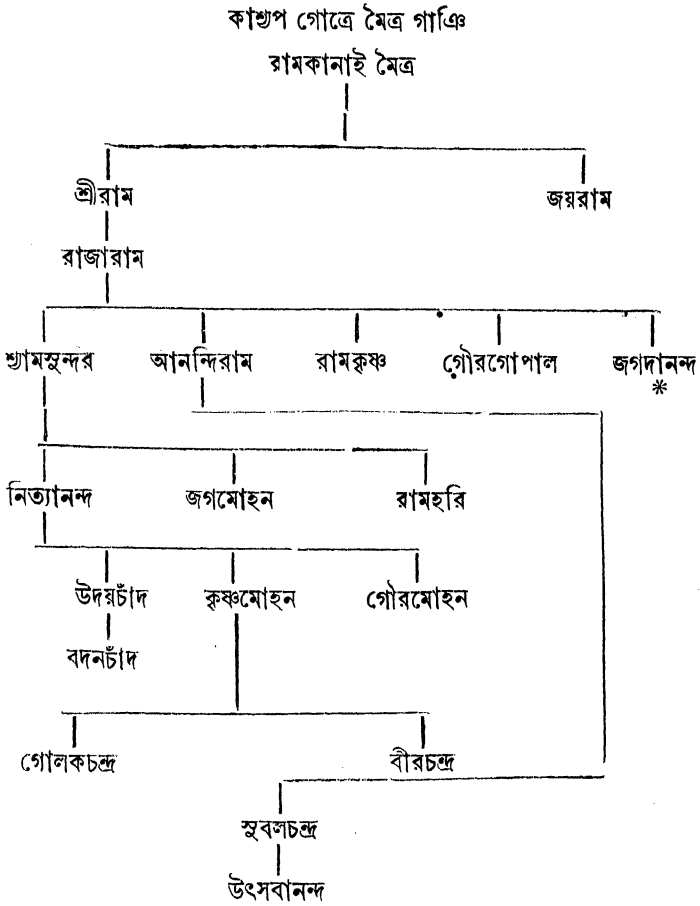 কাশ্যপ গোত্রে মৈত্র গাঞি
রামকানাই মৈত্র
শ্রীরাম জয়রাম
রাজারাম
শ্যামসুন্দর আনন্দিরাম রামকৃষ্ণ গৌরগোপাল জগদানন্দ
*
নিত্যানন্দ জগমোহন রামহরি
উদয়চাঁদ কৃষ্ণমোহন গৌরমোহন
বদনচাঁদ
গোলকচন্দ্র বীরচন্দ্র
সুবলচন্দ্র
উৎসবানন্দ